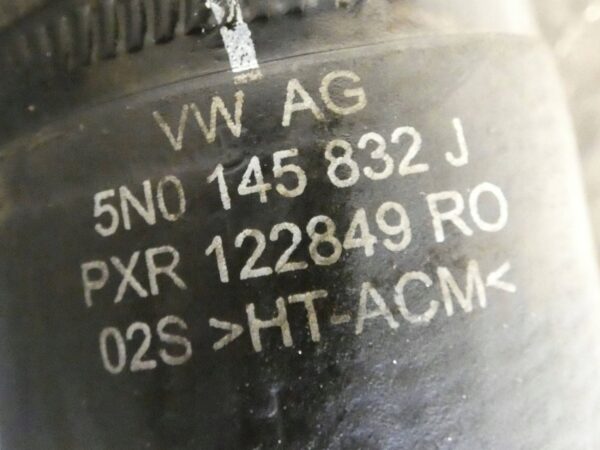 VW AG
5N0 145 832 J
PXR 122849 RO
02S >HT-ACM<